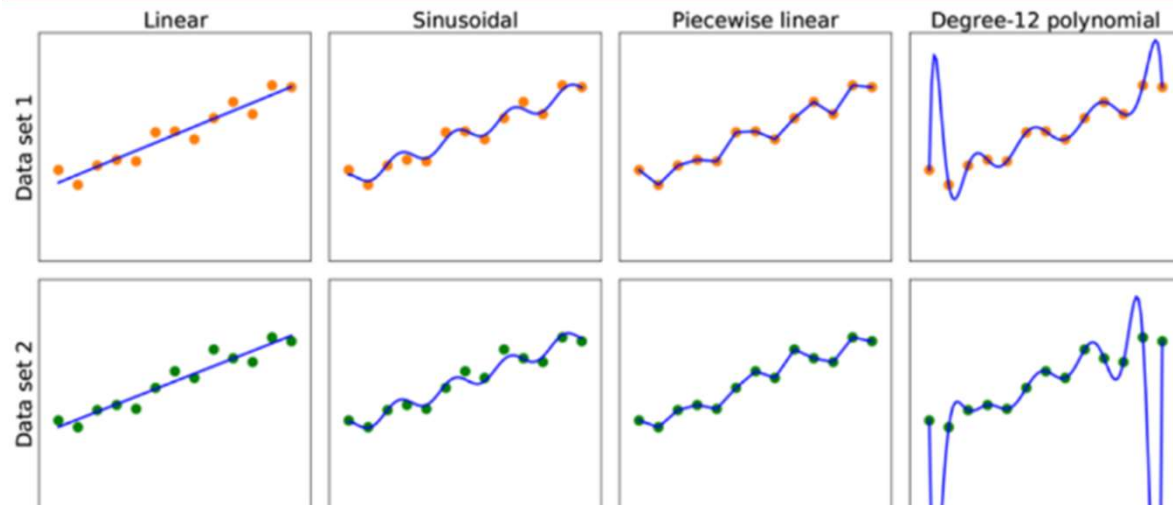 Linear
Sinusoidal
Piecewise linear
Degree-12 polynomial
Data set 1
Data set 2